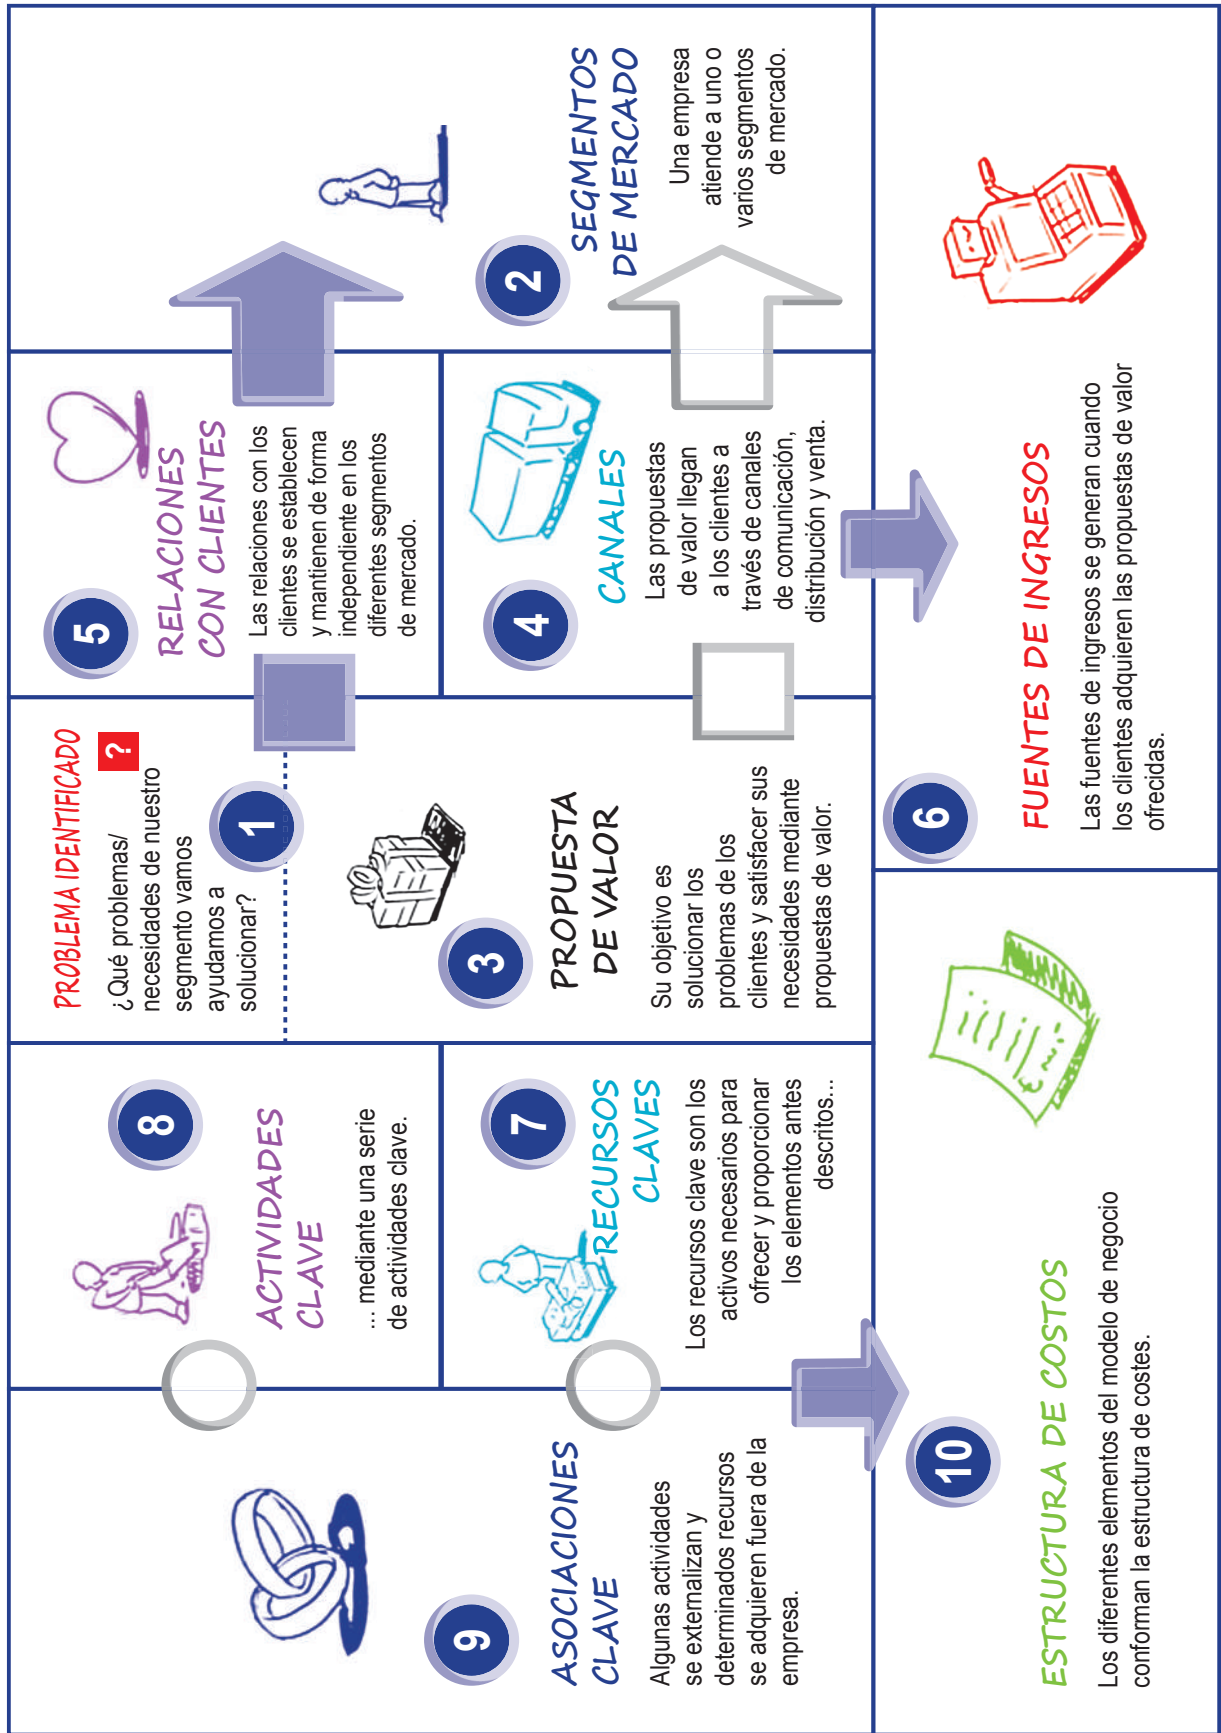 9
ASOCIACIONES
CLAVE
Algunas actividades
se externalizan y
determinados recursos
se adquieren fuera de la
empresa.
8
ACTIVIDADES
CLAVE
... mediante una serie
de actividades clave.
7
RECURSOS
CLAVES
Los recursos clave son los
activos necesarios para
ofrecer y proporcionar
los elementos antes
descritos...
PROBLEMA IDENTIFICADO
¿Qué problemas/
necesidades de nuestro
segmento vamos
ayudamos a
solucionar?
?
1
3
PROPUESTA
DE VALOR
Su objetivo es
solucionar los
problemas de los
clientes y satisfacer sus
necesidades mediante
propuestas de valor.
5
RELACIONES
CON CLIENTES
Las relaciones con los
clientes se establecen
y mantienen de forma
independiente en los
diferentes segmentos
de mercado.
4
CANALES
Las propuestas
de valor llegan
a los clientes a
través de canales
de comunicación,
distribución y venta.
2
SEGMENTOS
DE MERCADO
Una empresa
atiende a uno o
varios segmentos
de mercado.
10
ESTRUCTURA DE COSTOS
Los diferentes elementos del modelo de negocio
conforman la estructura de costes.
6
FUENTES DE INGRESOS
Las fuentes de ingresos se generan cuando
los clientes adquieren las propuestas de valor
ofrecidas.